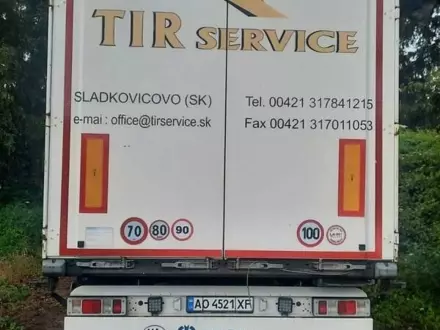 TIR SERVICE
SLADKOVICOVO (SK)
e-mai : office@tirservice.sk
Tel. 00421 317841215
Fax 00421 317011053
70 80 90
100
AO 4521 XF